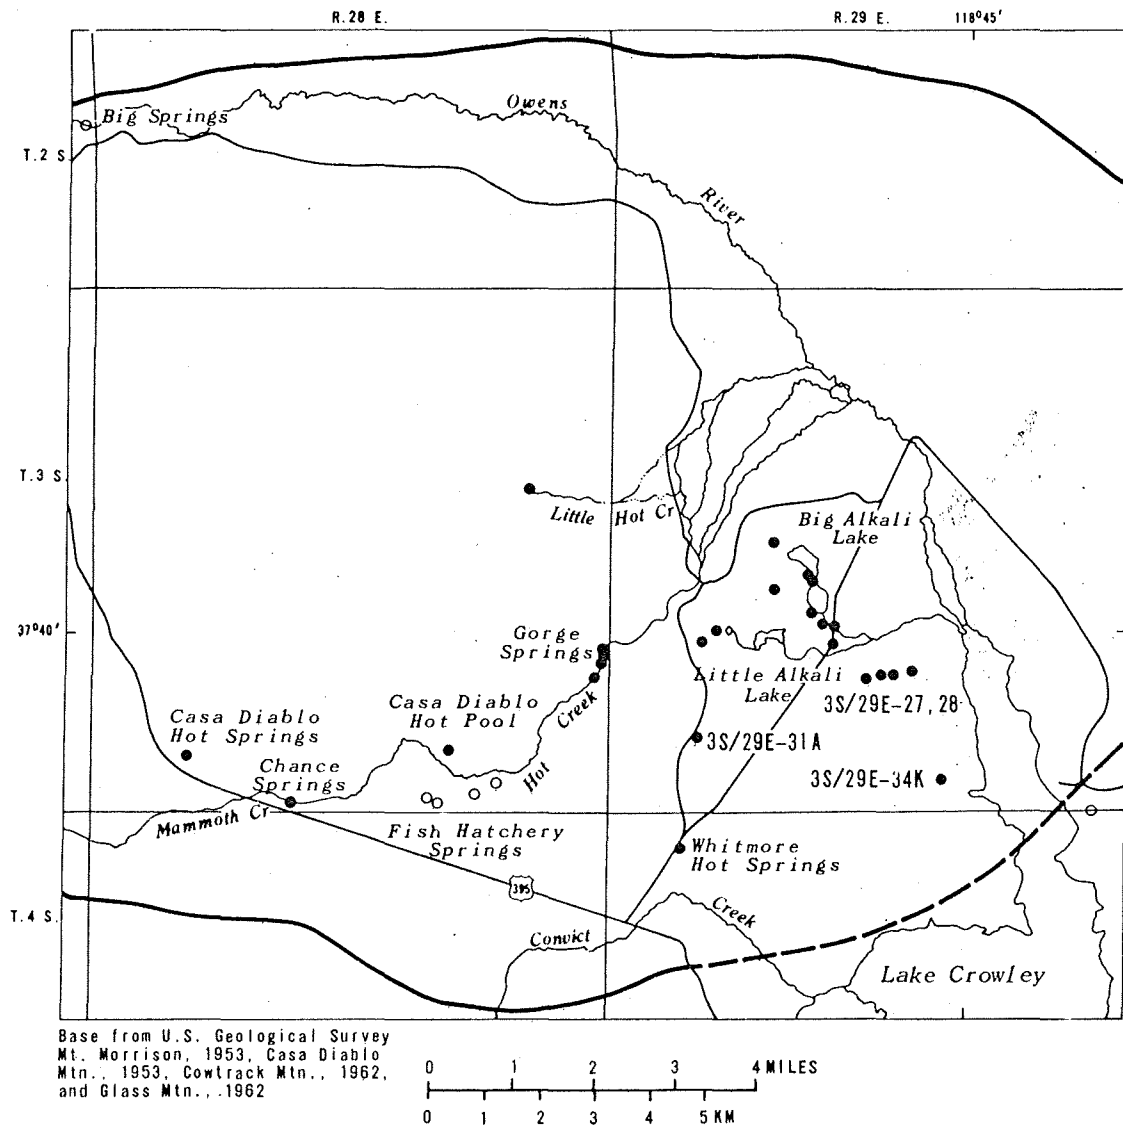 R.28 E.
R.29 E.
118°45'
Owens
Big Springs
T.2 S.
River
T.3 S.
Little Hot Cr
Big Alkali
Lake
37°40'
Gorge
Springs
Little Alkali
Lake
3S/29E-27,28
Casa Diablo
Hot Pool
Creek
Casa Diablo
Hot Springs
3S/29E-31A
Chance
Springs
Hot
3S/29E-34K
Mammoth Cr
Fish Hatchery
Springs
Whitmore
Hot Springs
395
T.4 S.
Creek
Convict
Lake Crowley
Base from U.S. Geological Survey
Mt. Morrison, 1953, Casa Diablo
Mtn., 1953, Cowtrack Mtn., 1962,
and Glass Mtn., .1962
0 1 2 3 4 MILES
0 1 2 3 4 5 KM